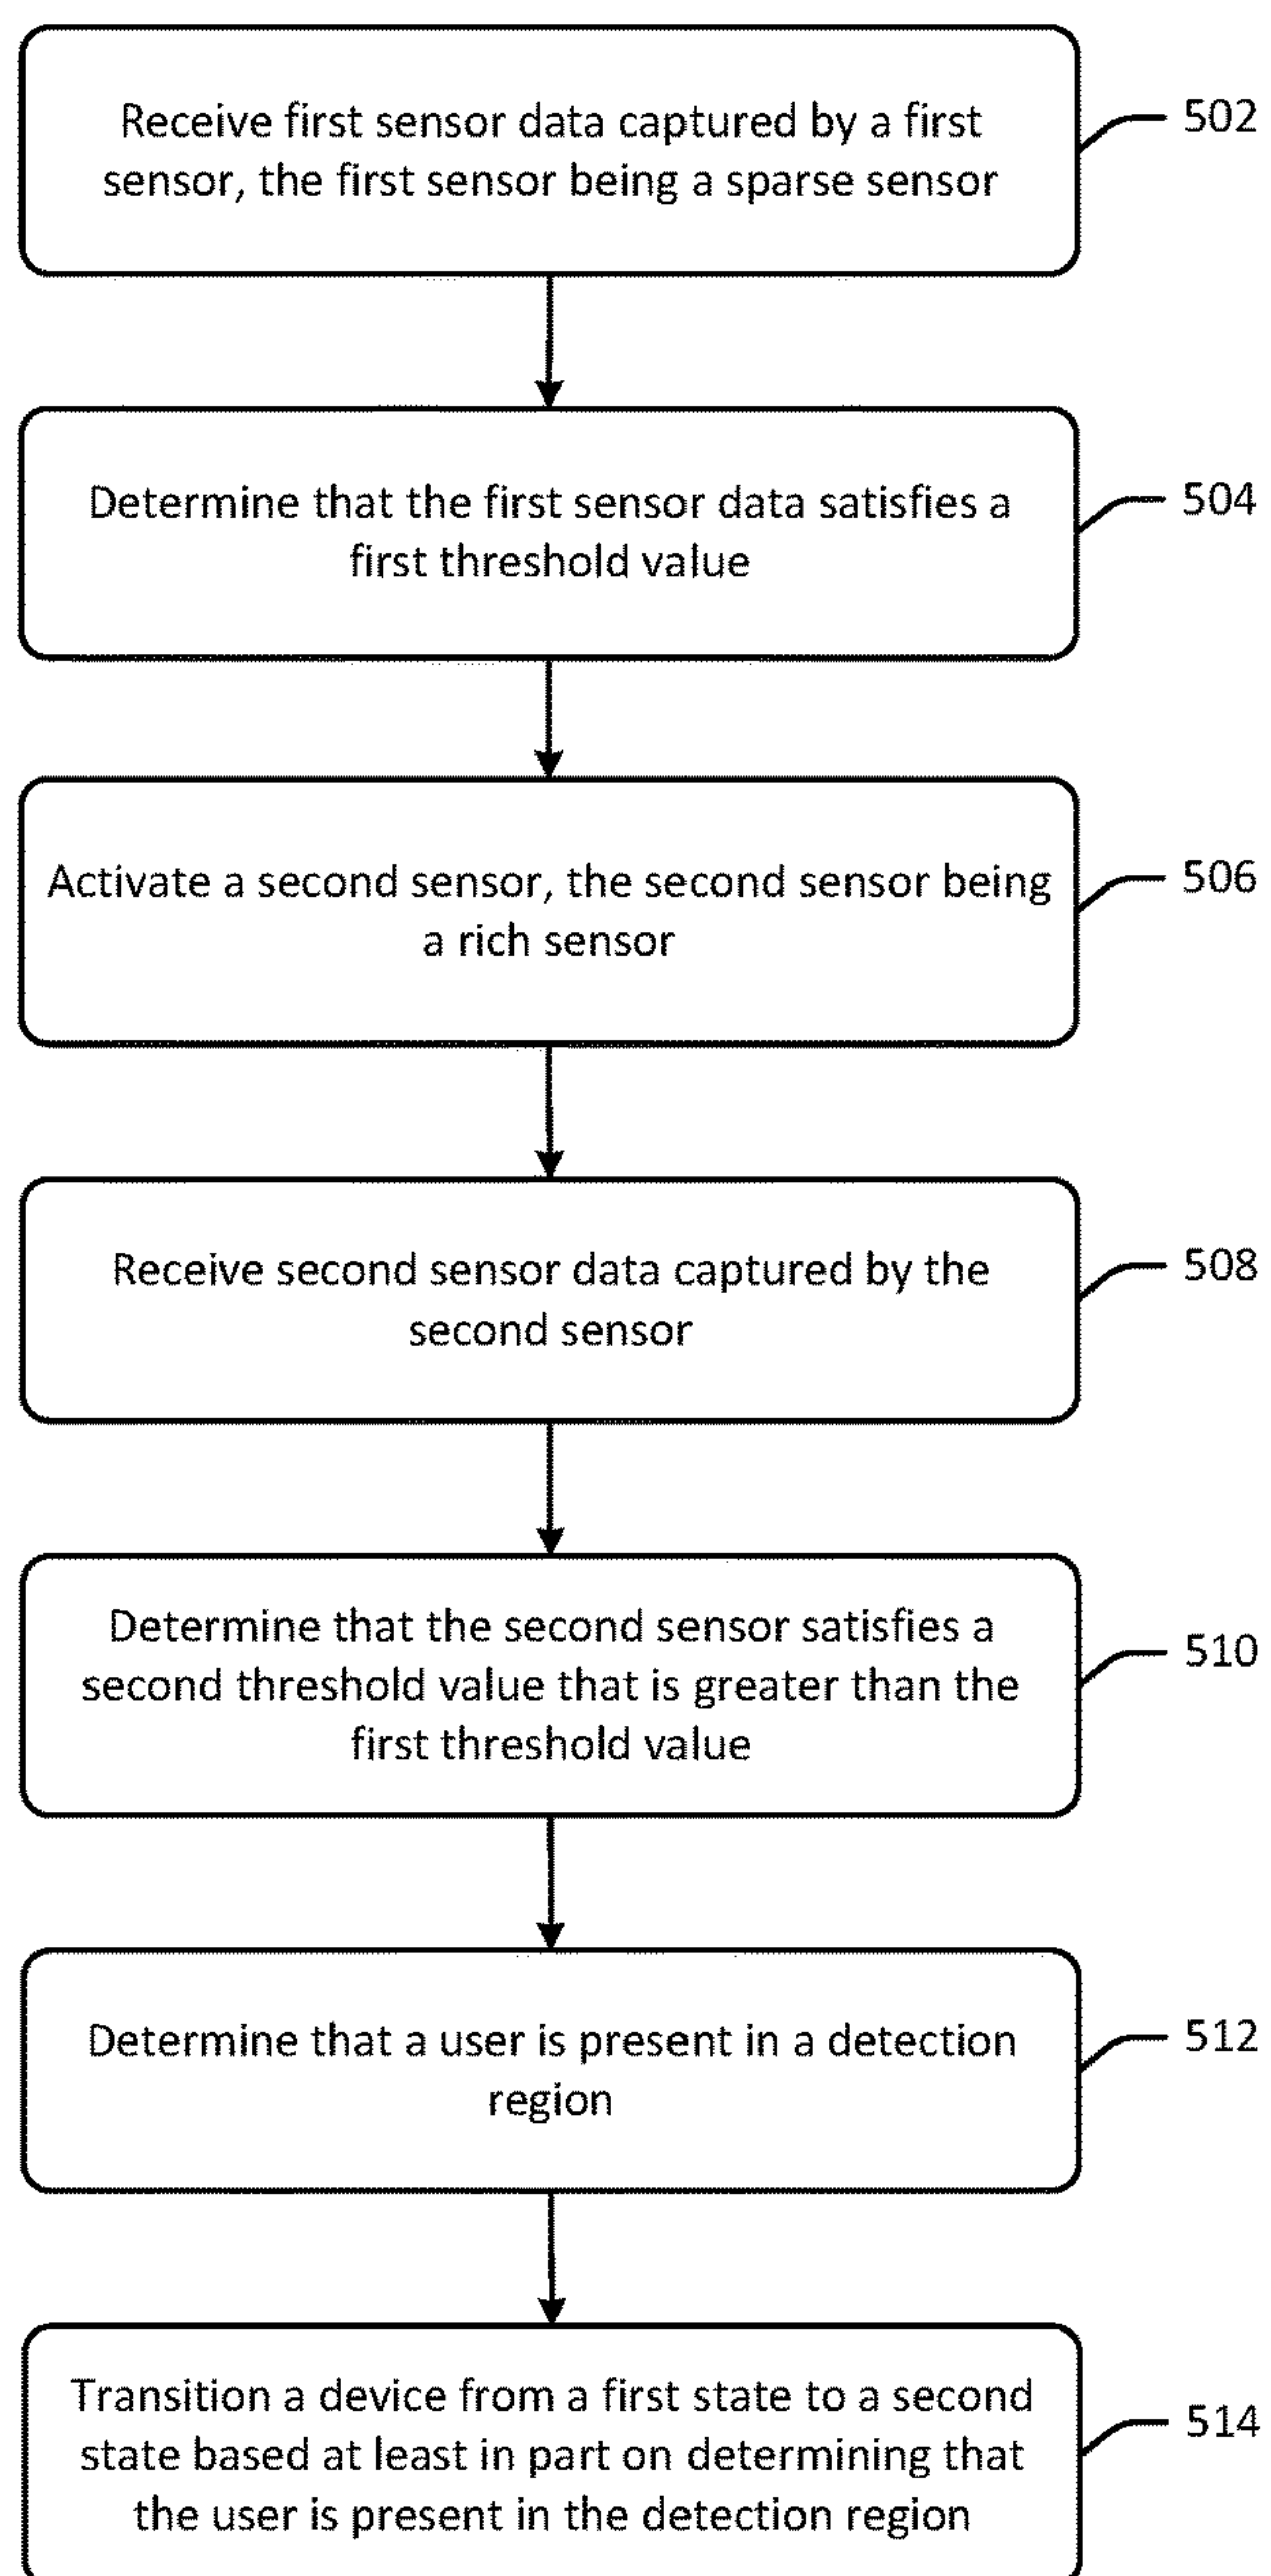 Receive first sensor data captured by a first
sensor, the first sensor being a sparse sensor
502
Determine that the first sensor data satisfies a
first threshold value
504
Activate a second sensor, the second sensor being
a rich sensor
506
Receive second sensor data captured by the
second sensor
508
Determine that the second sensor satisfies a
second threshold value that is greater than the
first threshold value
510
Determine that a user is present in a detection
region
512
Transition a device from a first state to a second
state based at least in part on determining that
the user is present in the detection region
514